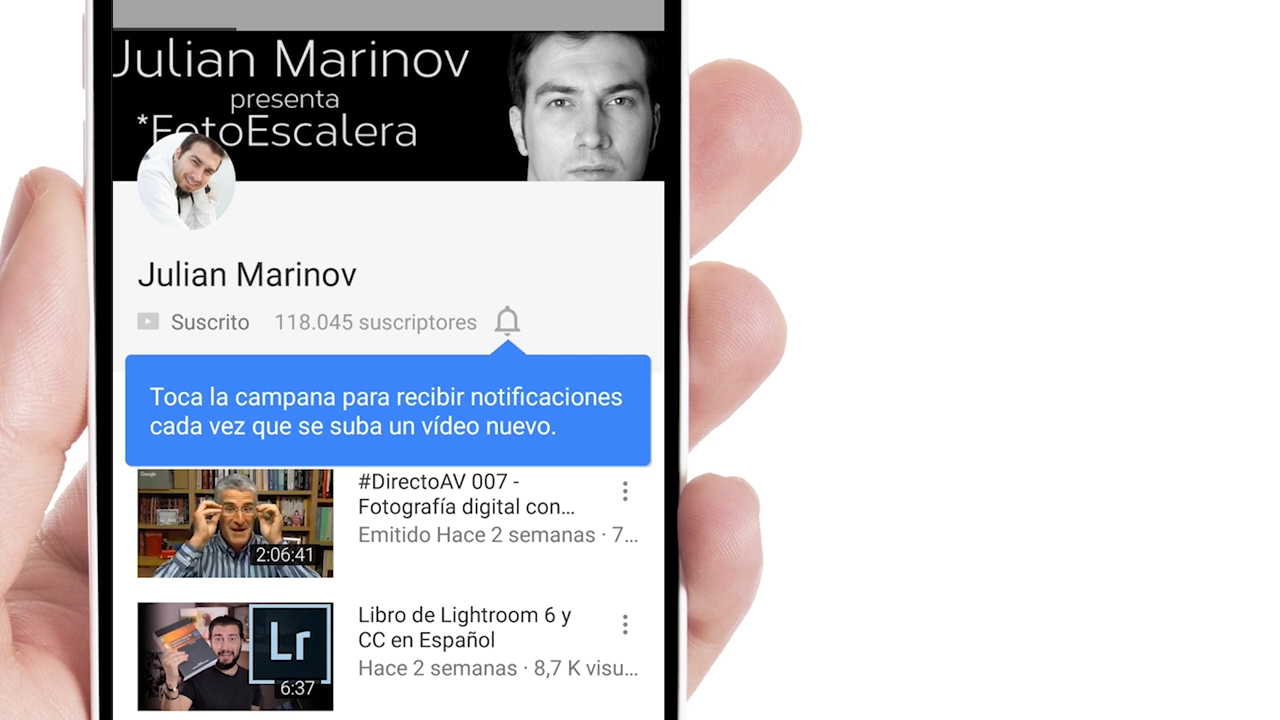 Julian Marinov
presenta
*FotoEscalera
Julian Marinov
Suscrito 118.045 suscriptores
Toca la campana para recibir notificaciones
cada vez que se suba un vídeo nuevo.
Google
#DirectoAV 007 -
Fotografía digital con...
Emitido Hace 2 semanas · 7...
2:06:41
Libro de Lightroom 6 y
CC en Español
Hace 2 semanas · 8,7 K visu...
Lr
6:37